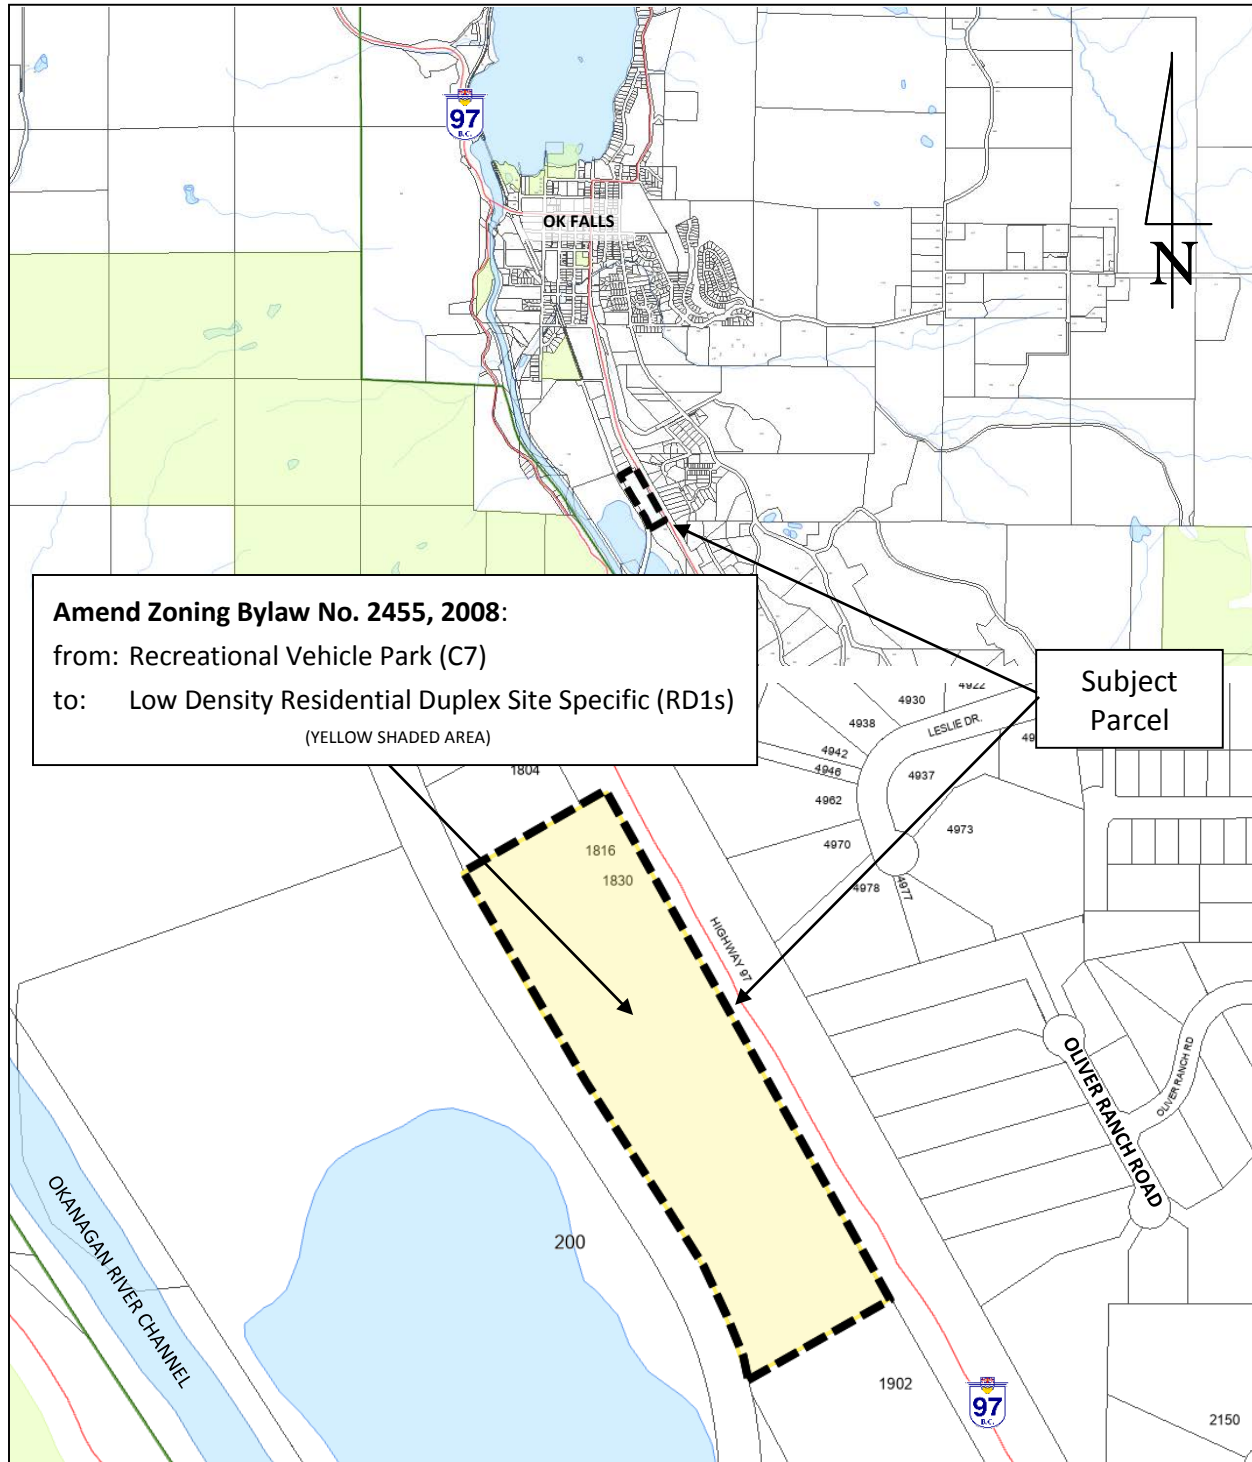 97
B.C.
OK FALLS
N
Amend Zoning Bylaw No. 2455, 2008:
from: Recreational Vehicle Park (C7)
to: Low Density Residential Duplex Site Specific (RD1s)
(YELLOW SHADED AREA)
Subject
Parcel
4922
4930
LESLIE DR.
4938
4942
4946
4937
4962
4973
4970
4978
4977
1804
1816
1830
HIGHWAY 97
OLIVER RANCH ROAD
OLIVER RANCH RD
OKANAGAN RIVER CHANNEL
200
1902
97
B.C.
2150